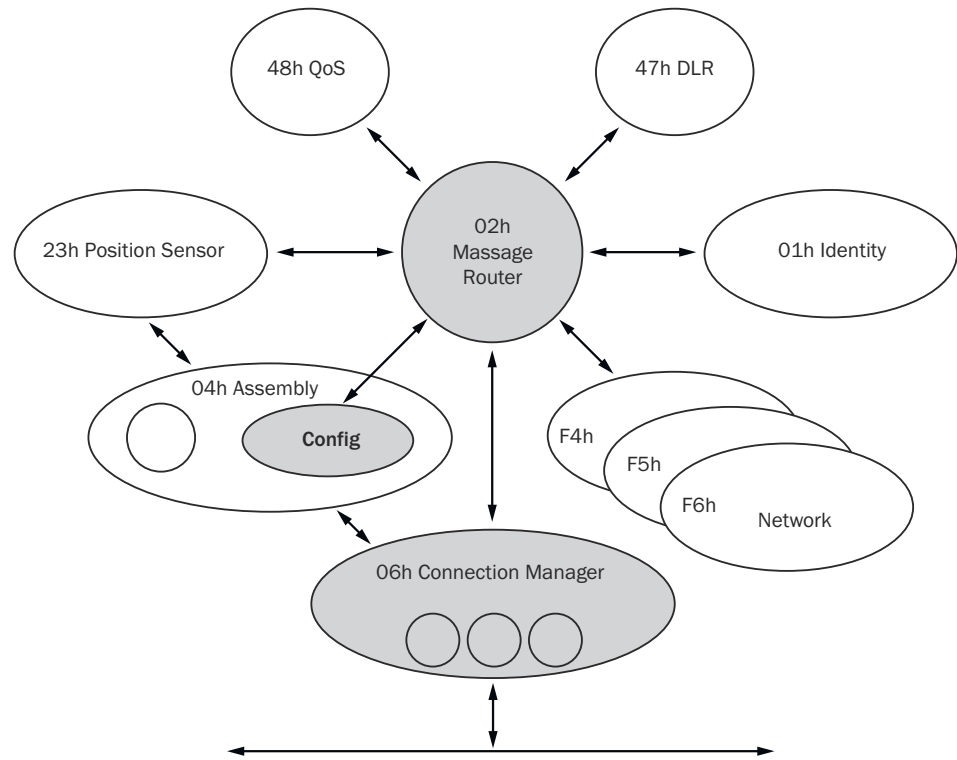 48h QoS
47h DLR
02h
Massage
Router
23h Position Sensor
01h Identity
04h Assembly
Config
F4h
F5h
F6h
Network
06h Connection Manager